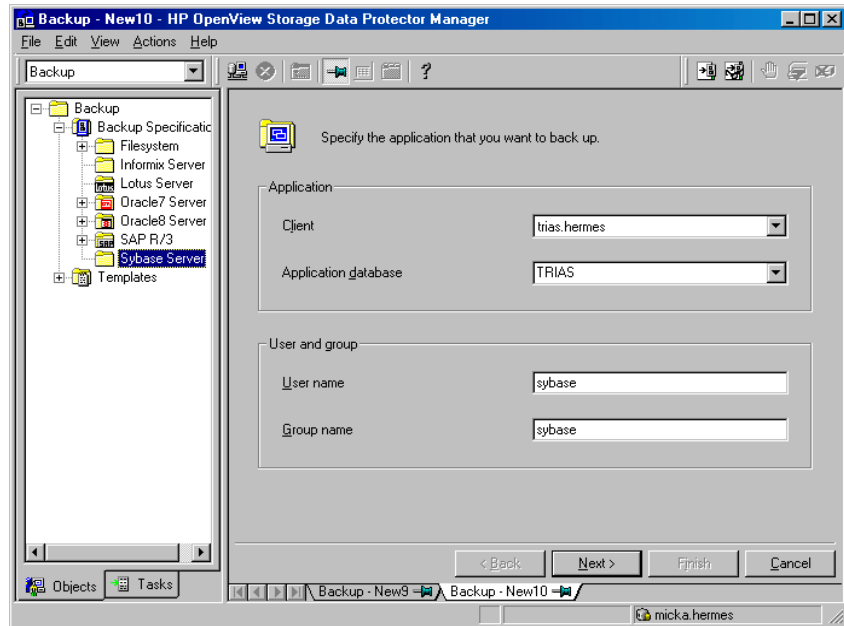 Backup - New10 - HP OpenView Storage Data Protector Manager
File Edit View Actions Help
Backup
?
Backup
Backup Specificatic
Filesystem
Informix Server
Lotus Server
Oracle7 Server
Oracle8 Server
SAP R/3
Sybase Server
Templates
Specify the application that you want to back up.
Application
Client
trias.hermes
Application database
TRIAS
User and group
User name
sybase
Group name
sybase
< Back
Next >
Finish
Cancel
Objects
Tasks
Backup - New9
Backup - New10
micka.hermes